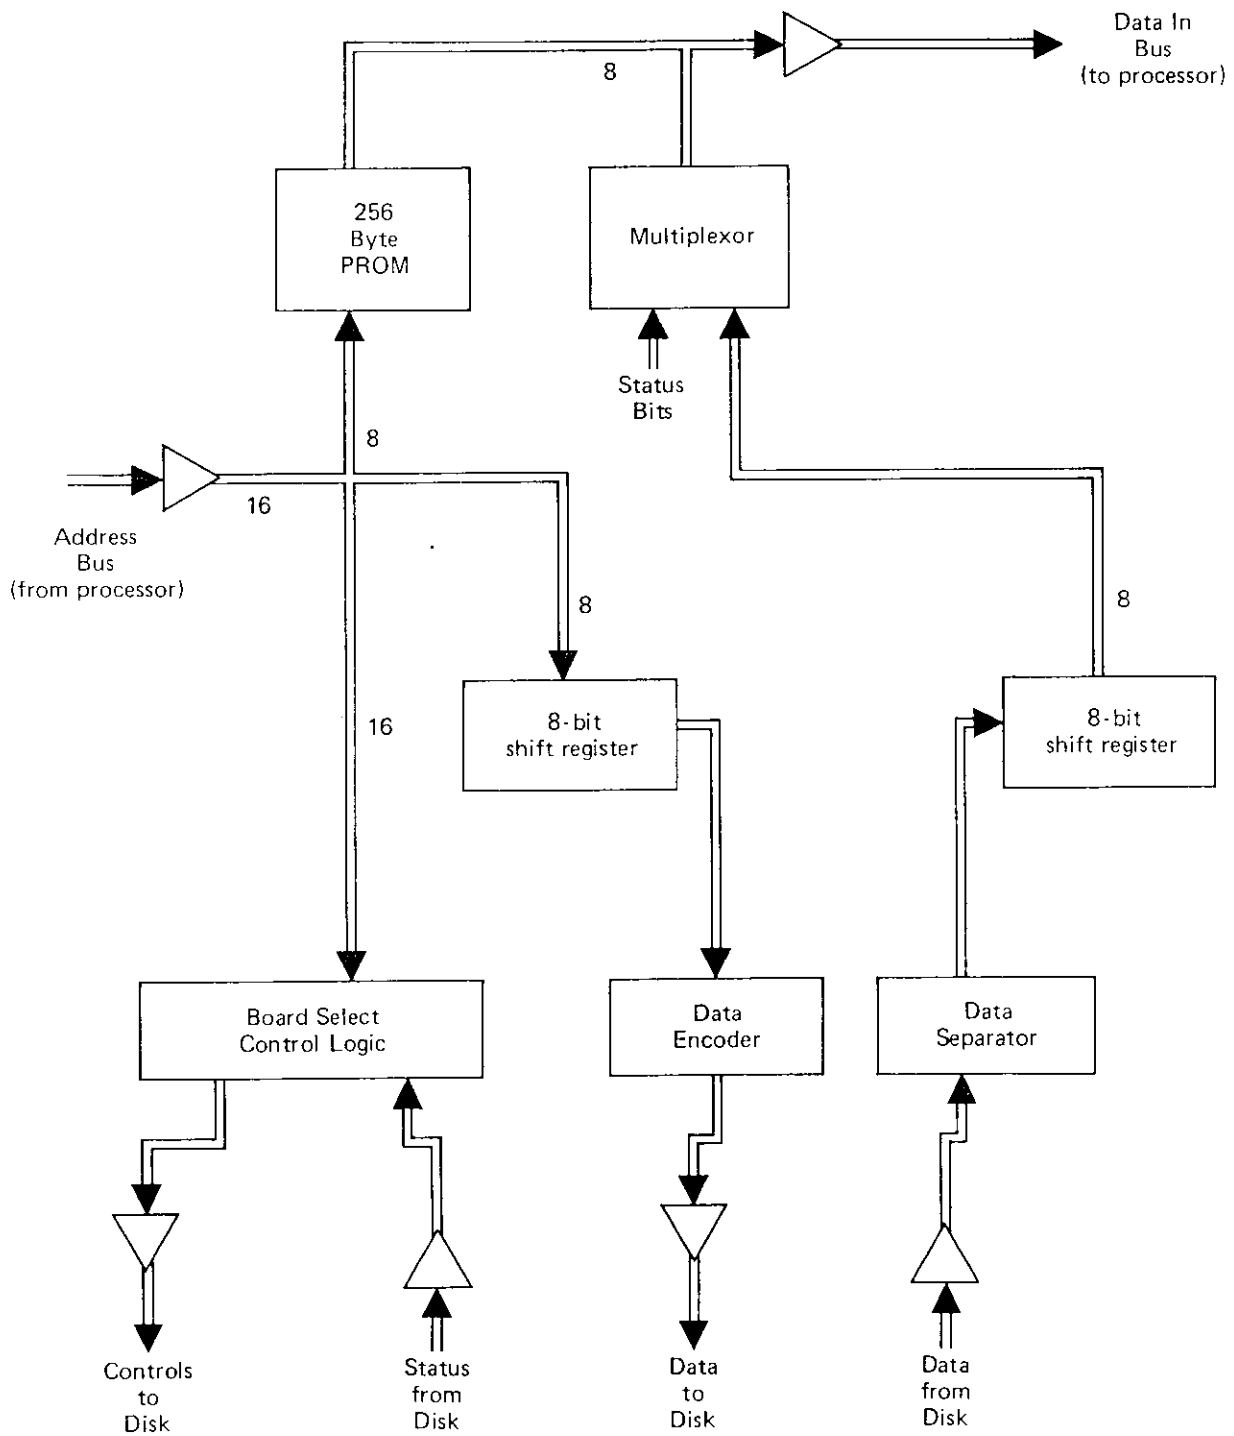 Data In
Bus
(to processor)
8
256
Byte
PROM
Multiplexor
Status
Bits
8
16
Address
Bus
(from processor)
8
8
16
8-bit
shift register
8-bit
shift register
Board Select
Control Logic
Data
Encoder
Data
Separator
Controls
to
Disk
Status
from
Disk
Data
to
Disk
Data
from
Disk